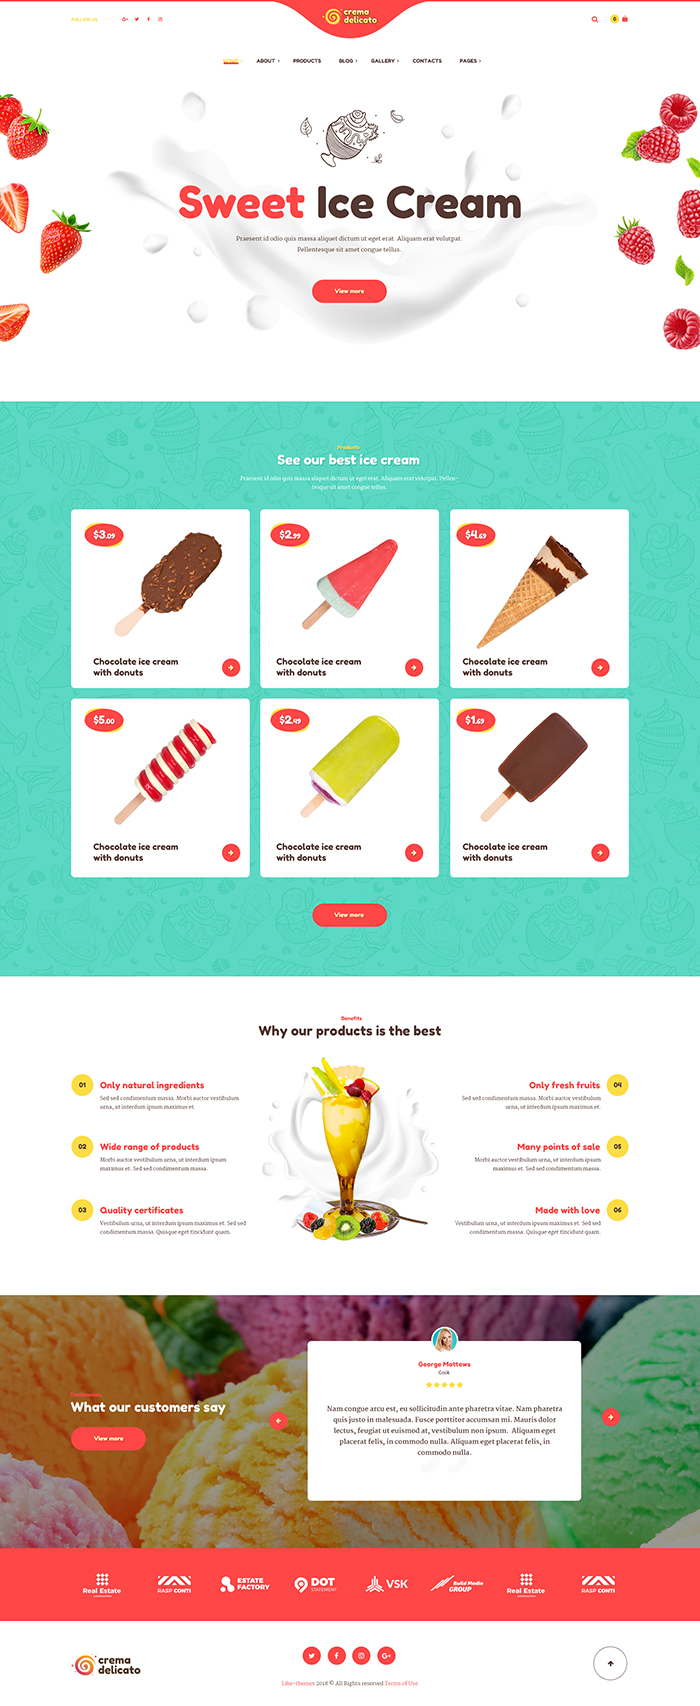 FOLLOW US
crema
delicato
0
HOME
ABOUT
PRODUCTS
BLOG
GALLERY
CONTACTS
PAGES
Sweet Ice Cream
Praesent id odio quis massa aliquet dictum ut eget erat. Aliquam erat volutpat.
Pellentesque sit amet congue tellus.
View more
Products
See our best ice cream
Praesent id odio quis massa aliquet dictum ut eget erat. Aliquam erat volutpat. Pellen-
tesque sit amet congue tellus.
$3.09
Chocolate ice cream
with donuts
$2.99
Chocolate ice cream
with donuts
$4.69
Chocolate ice cream
with donuts
$5.00
Chocolate ice cream
with donuts
$2.49
Chocolate ice cream
with donuts
$1.69
Chocolate ice cream
with donuts
View more
Benefits
Why our products is the best
01
Only natural ingredients
Sed sed condimentum massa. Morbi auctor vestibulum
urna, ut interdum ipsum maximus et.
02
Wide range of products
Morbi auctor vestibulum urna, ut interdum ipsum
maximus et. Sed sed condimentum massa.
03
Quality certificates
Vestibulum urna, ut interdum ipsum maximus et. Sed sed
condimentum massa. Quisque eget tincidunt quam.
Only fresh fruits
04
Sed sed condimentum massa. Morbi auctor vestibulum
urna, ut interdum ipsum maximus et.
Many points of sale
05
Morbi auctor vestibulum urna, ut interdum ipsum
maximus et. Sed sed condimentum massa.
Made with love
06
Vestibulum urna, ut interdum ipsum maximus et. Sed sed
condimentum massa. Quisque eget tincidunt quam.
Testimonials
What our customers say
View more
George Mattews
Cook
Nam congue arcu est, eu sollicitudin ante pharetra vitae. Nam pharetra
quis justo in malesuada. Fusce porttitor accumsan mi. Mauris dolor
lectus, feugiat ut euismod at, vestibulum non ipsum. Aliquam eget
placerat felis, in commodo nulla. Aliquam eget placerat felis, in
commodo nulla.
Real Estate
RASP CONTI
ESTATE
FACTORY
DOT
STATEMENT
VSK
Build Media
GROUP
Real Estate
RASP CONTI
crema
delicato
Like-themes 2018 © All Rights reserved Terms of Use